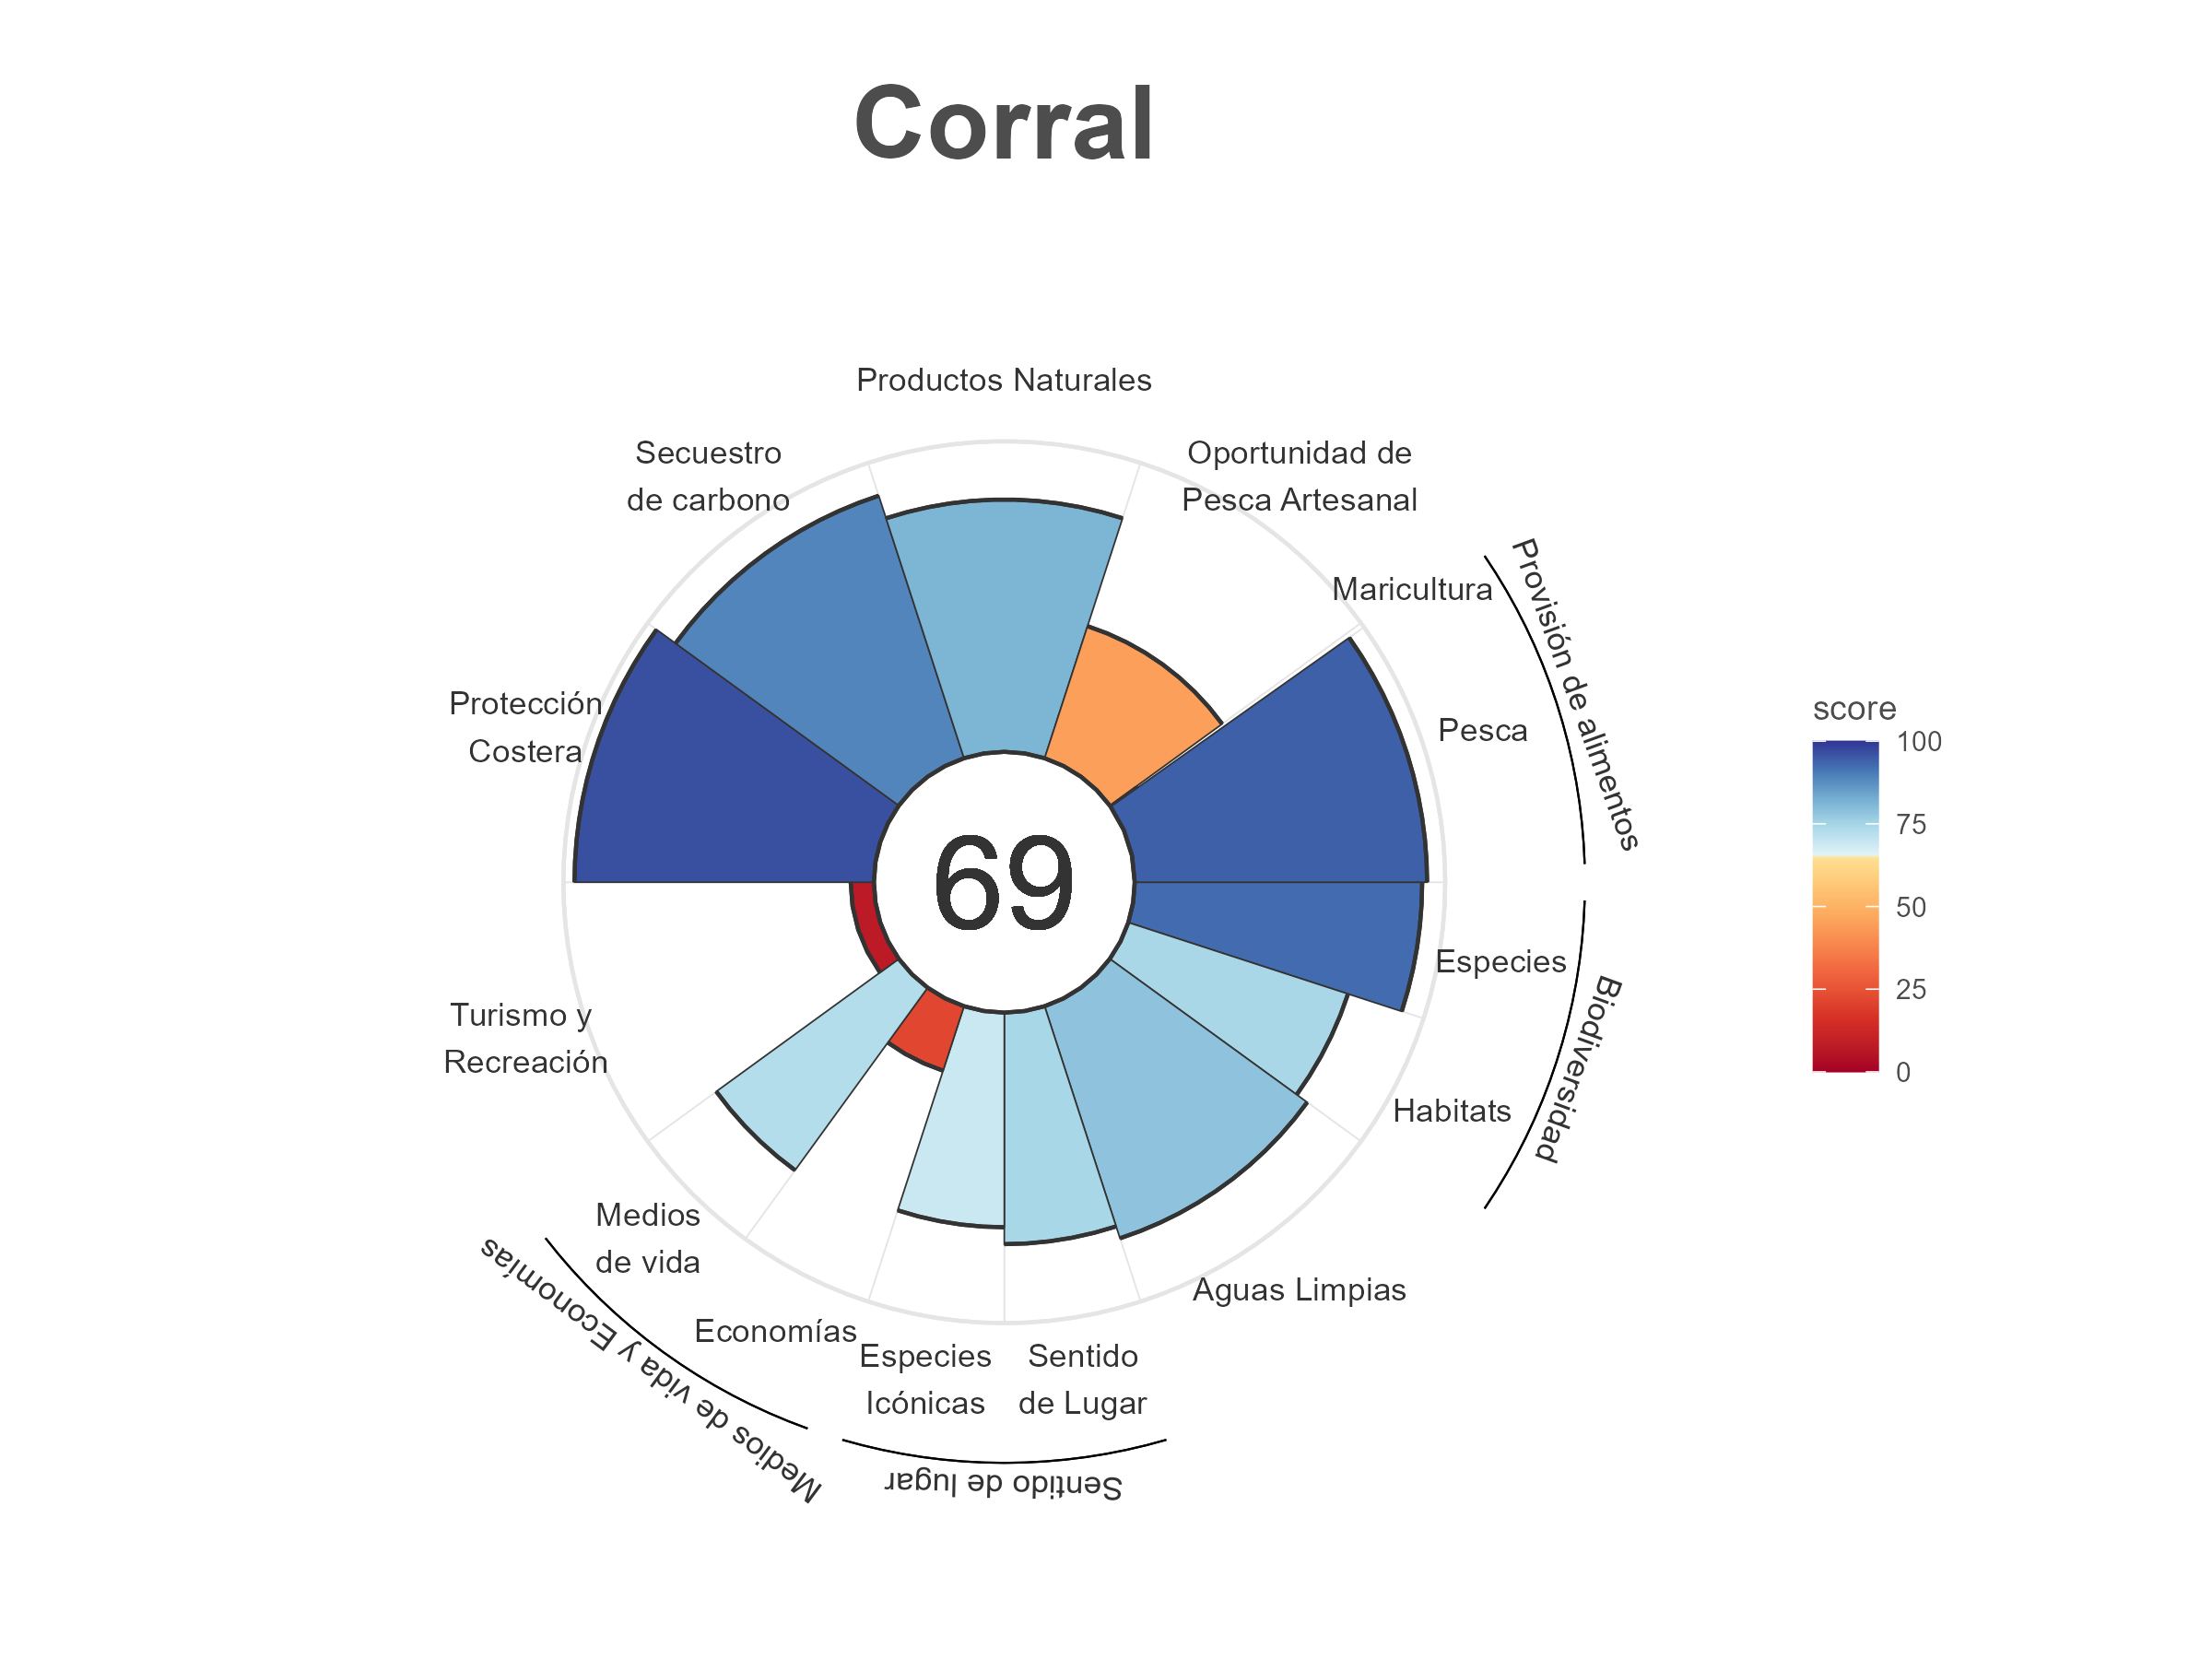 Corral
Productos Naturales
Secuestro
de carbono
Oportunidad de
Pesca Artesanal
Maricultura
Provisión de alimentos
Pesca
Protección
Costera
69
Especies
Biodiversidad
Habitats
Turismo y
Recreación
Medios
de vida
Aguas Limpias
Economías
Especies
Icónicas
Sentido
de Lugar
Medios de vida y Economías
Sentido de lugar
score
100
75
50
25
0